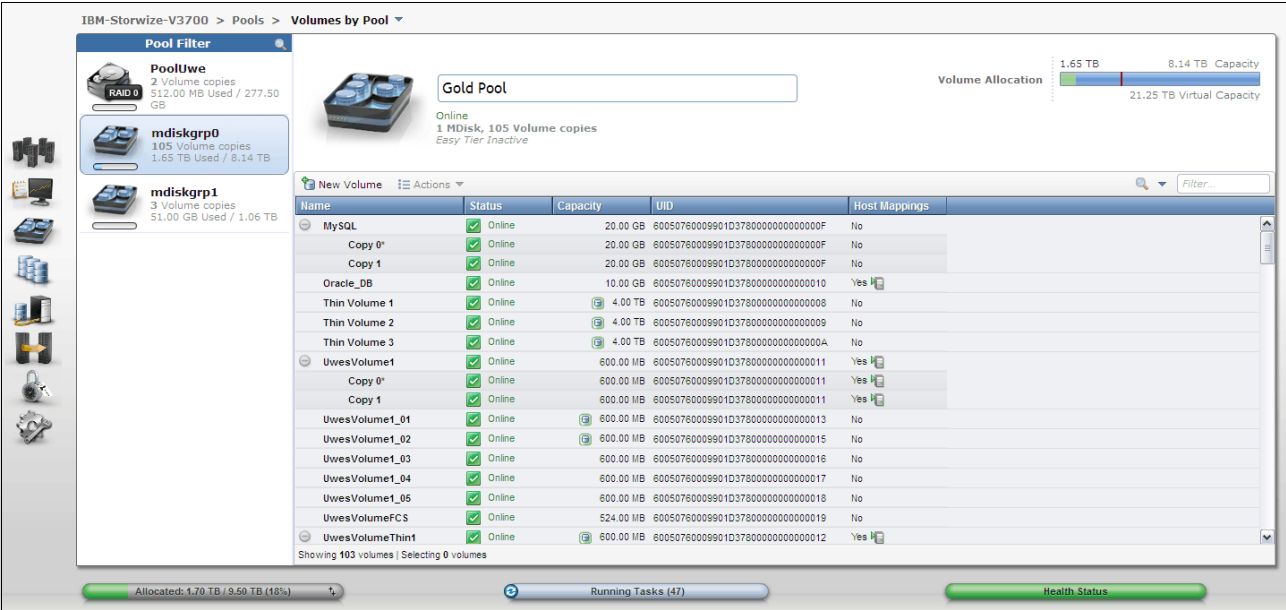 IBM-Storwize-V3700 > Pools > Volumes by Pool
Pool Filter
PoolUwe
2 Volume copies
512.00 MB Used / 277.50
GB
RAID 0
mdiskgrp0
105 Volume copies
1.65 TB Used / 8.14 TB
mdiskgrp1
3 Volume copies
51.00 GB Used / 1.06 TB
Gold Pool
Online
1 MDisk, 105 Volume copies
Easy Tier Inactive
Volume Allocation
1.65 TB 8.14 TB Capacity
21.25 TB Virtual Capacity
New Volume Actions Filter...
Name Status Capacity UID Host Mappings
MySQL Online 20.00 GB 60050760009901D3780000000000000F No
Copy 0* Online 20.00 GB 60050760009901D3780000000000000F No
Copy 1 Online 20.00 GB 60050760009901D3780000000000000F No
Oracle_DB Online 10.00 GB 60050760009901D37800000000000010 Yes
Thin Volume 1 Online 4.00 TB 60050760009901D37800000000000008 No
Thin Volume 2 Online 4.00 TB 60050760009901D37800000000000009 No
Thin Volume 3 Online 4.00 TB 60050760009901D3780000000000000A No
UwesVolume1 Online 600.00 MB 60050760009901D37800000000000011 Yes
Copy 0* Online 600.00 MB 60050760009901D37800000000000011 Yes
Copy 1 Online 600.00 MB 60050760009901D37800000000000011 Yes
UwesVolume1_01 Online 600.00 MB 60050760009901D37800000000000013 No
UwesVolume1_02 Online 600.00 MB 60050760009901D37800000000000015 No
UwesVolume1_03 Online 600.00 MB 60050760009901D37800000000000016 No
UwesVolume1_04 Online 600.00 MB 60050760009901D37800000000000017 No
UwesVolume1_05 Online 600.00 MB 60050760009901D37800000000000018 No
UwesVolumeFCS Online 524.00 MB 60050760009901D37800000000000019 No
UwesVolumeThin1 Online 600.00 MB 60050760009901D37800000000000012 Yes
Showing 103 volumes | Selecting 0 volumes
Allocated: 1.70 TB / 9.50 TB (18%) Running Tasks (47) Health Status